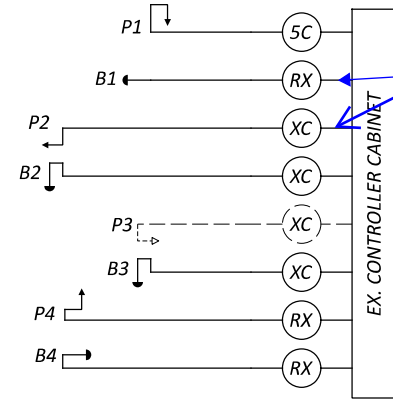 P1 5C
B1 RX
P2 XC
B2 XC
P3 XC
B3 XC
P4 RX
B4 RX
EX. CONTROLLER CABINET